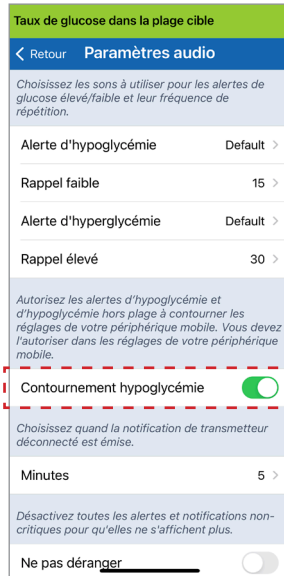 Taux de glucose dans la plage cible
Retour Paramètres audio
Choisissez les sons à utiliser pour les alertes de
glucose élevé/faible et leur fréquence de
répétition.
Alerte d'hypoglycémie Default
Rappel faible 15
Alerte d'hyperglycémie Default
Rappel élevé 30
Autorisez les alertes d'hypoglycémie et
d'hypoglycémie hors plage à contourner les
réglages de votre périphérique mobile. Vous devez
l'autoriser dans les réglages de votre périphérique
mobile.
Contournement hypoglycémie
Choisissez quand la notification de transmetteur
déconnecté est émise.
Minutes 5
Désactivez toutes les alertes et notifications non-
critiques pour qu'elles ne s'affichent plus.
Ne pas déranger